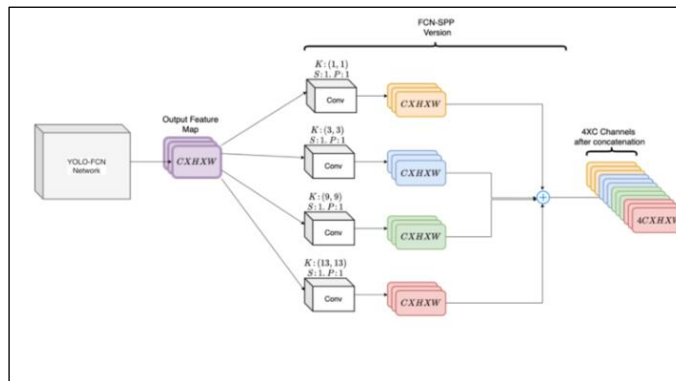 FCN-SPP
Version
K:(1, 1)
S:1, P:1
Conv
CXHXW
Output Feature
Map
CXHXW
YOLO-FCN
Network
K:(3, 3)
S:1, P:1
Conv
CXHXW
4XC Channels
after concatenation
4CXHXW
K:(9, 9)
S:1, P:1
Conv
CXHXW
K:(13, 13)
S:1, P:1
Conv
CXHXW